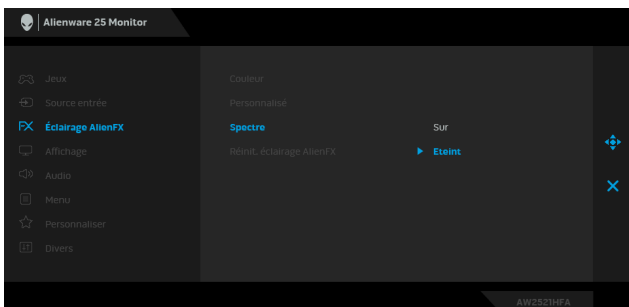 Alienware 25 Monitor
Jeux
Couleur
Source entrée
Personnalisé
FX Éclairage AlienFX
Spectre
Sur
Affichage
Réinit. éclairage AlienFX
Eteint
Audio
Menu
Personnaliser
Divers
AW2521HFA